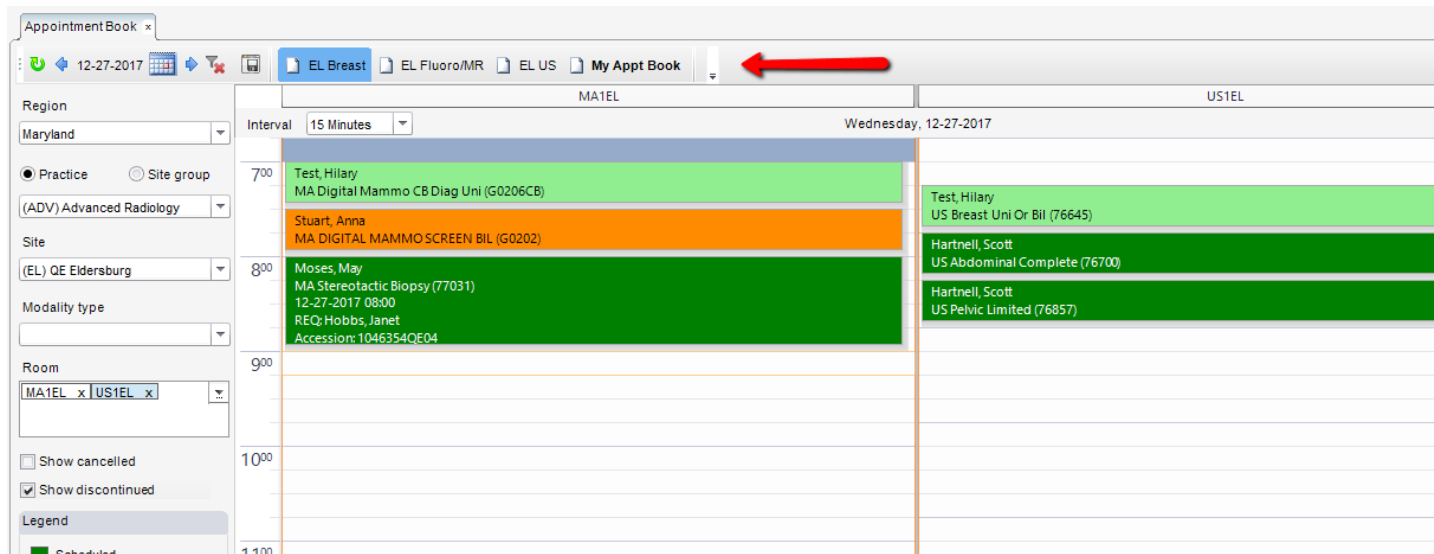 Appointment Book x
12-27-2017 EL Breast EL Fluoro/MR EL US My Appt Book
Region
Maryland
Practice Site group
(ADV) Advanced Radiology
Site
(EL) QE Eldersburg
Modality type
Room
MA1EL x US1EL x
Show cancelled
Show discontinued
Legend
Scheduled
MA1EL US1EL
Interval 15 Minutes Wednesday, 12-27-2017
7 00
Test, Hilary
MA Digital Mammo CB Diag Uni (G0206CB)
Stuart, Anna
MA DIGITAL MAMMO SCREEN BIL (G0202)
8 00
Moses, May
MA Stereotactic Biopsy (77031)
12-27-2017 08:00
REQ: Hobbs, Janet
Accession: 1046354QE04
9 00
10 00
11 00
Test, Hilary
US Breast Uni Or Bil (76645)
Hartnell, Scott
US Abdominal Complete (76700)
Hartnell, Scott
US Pelvic Limited (76857)